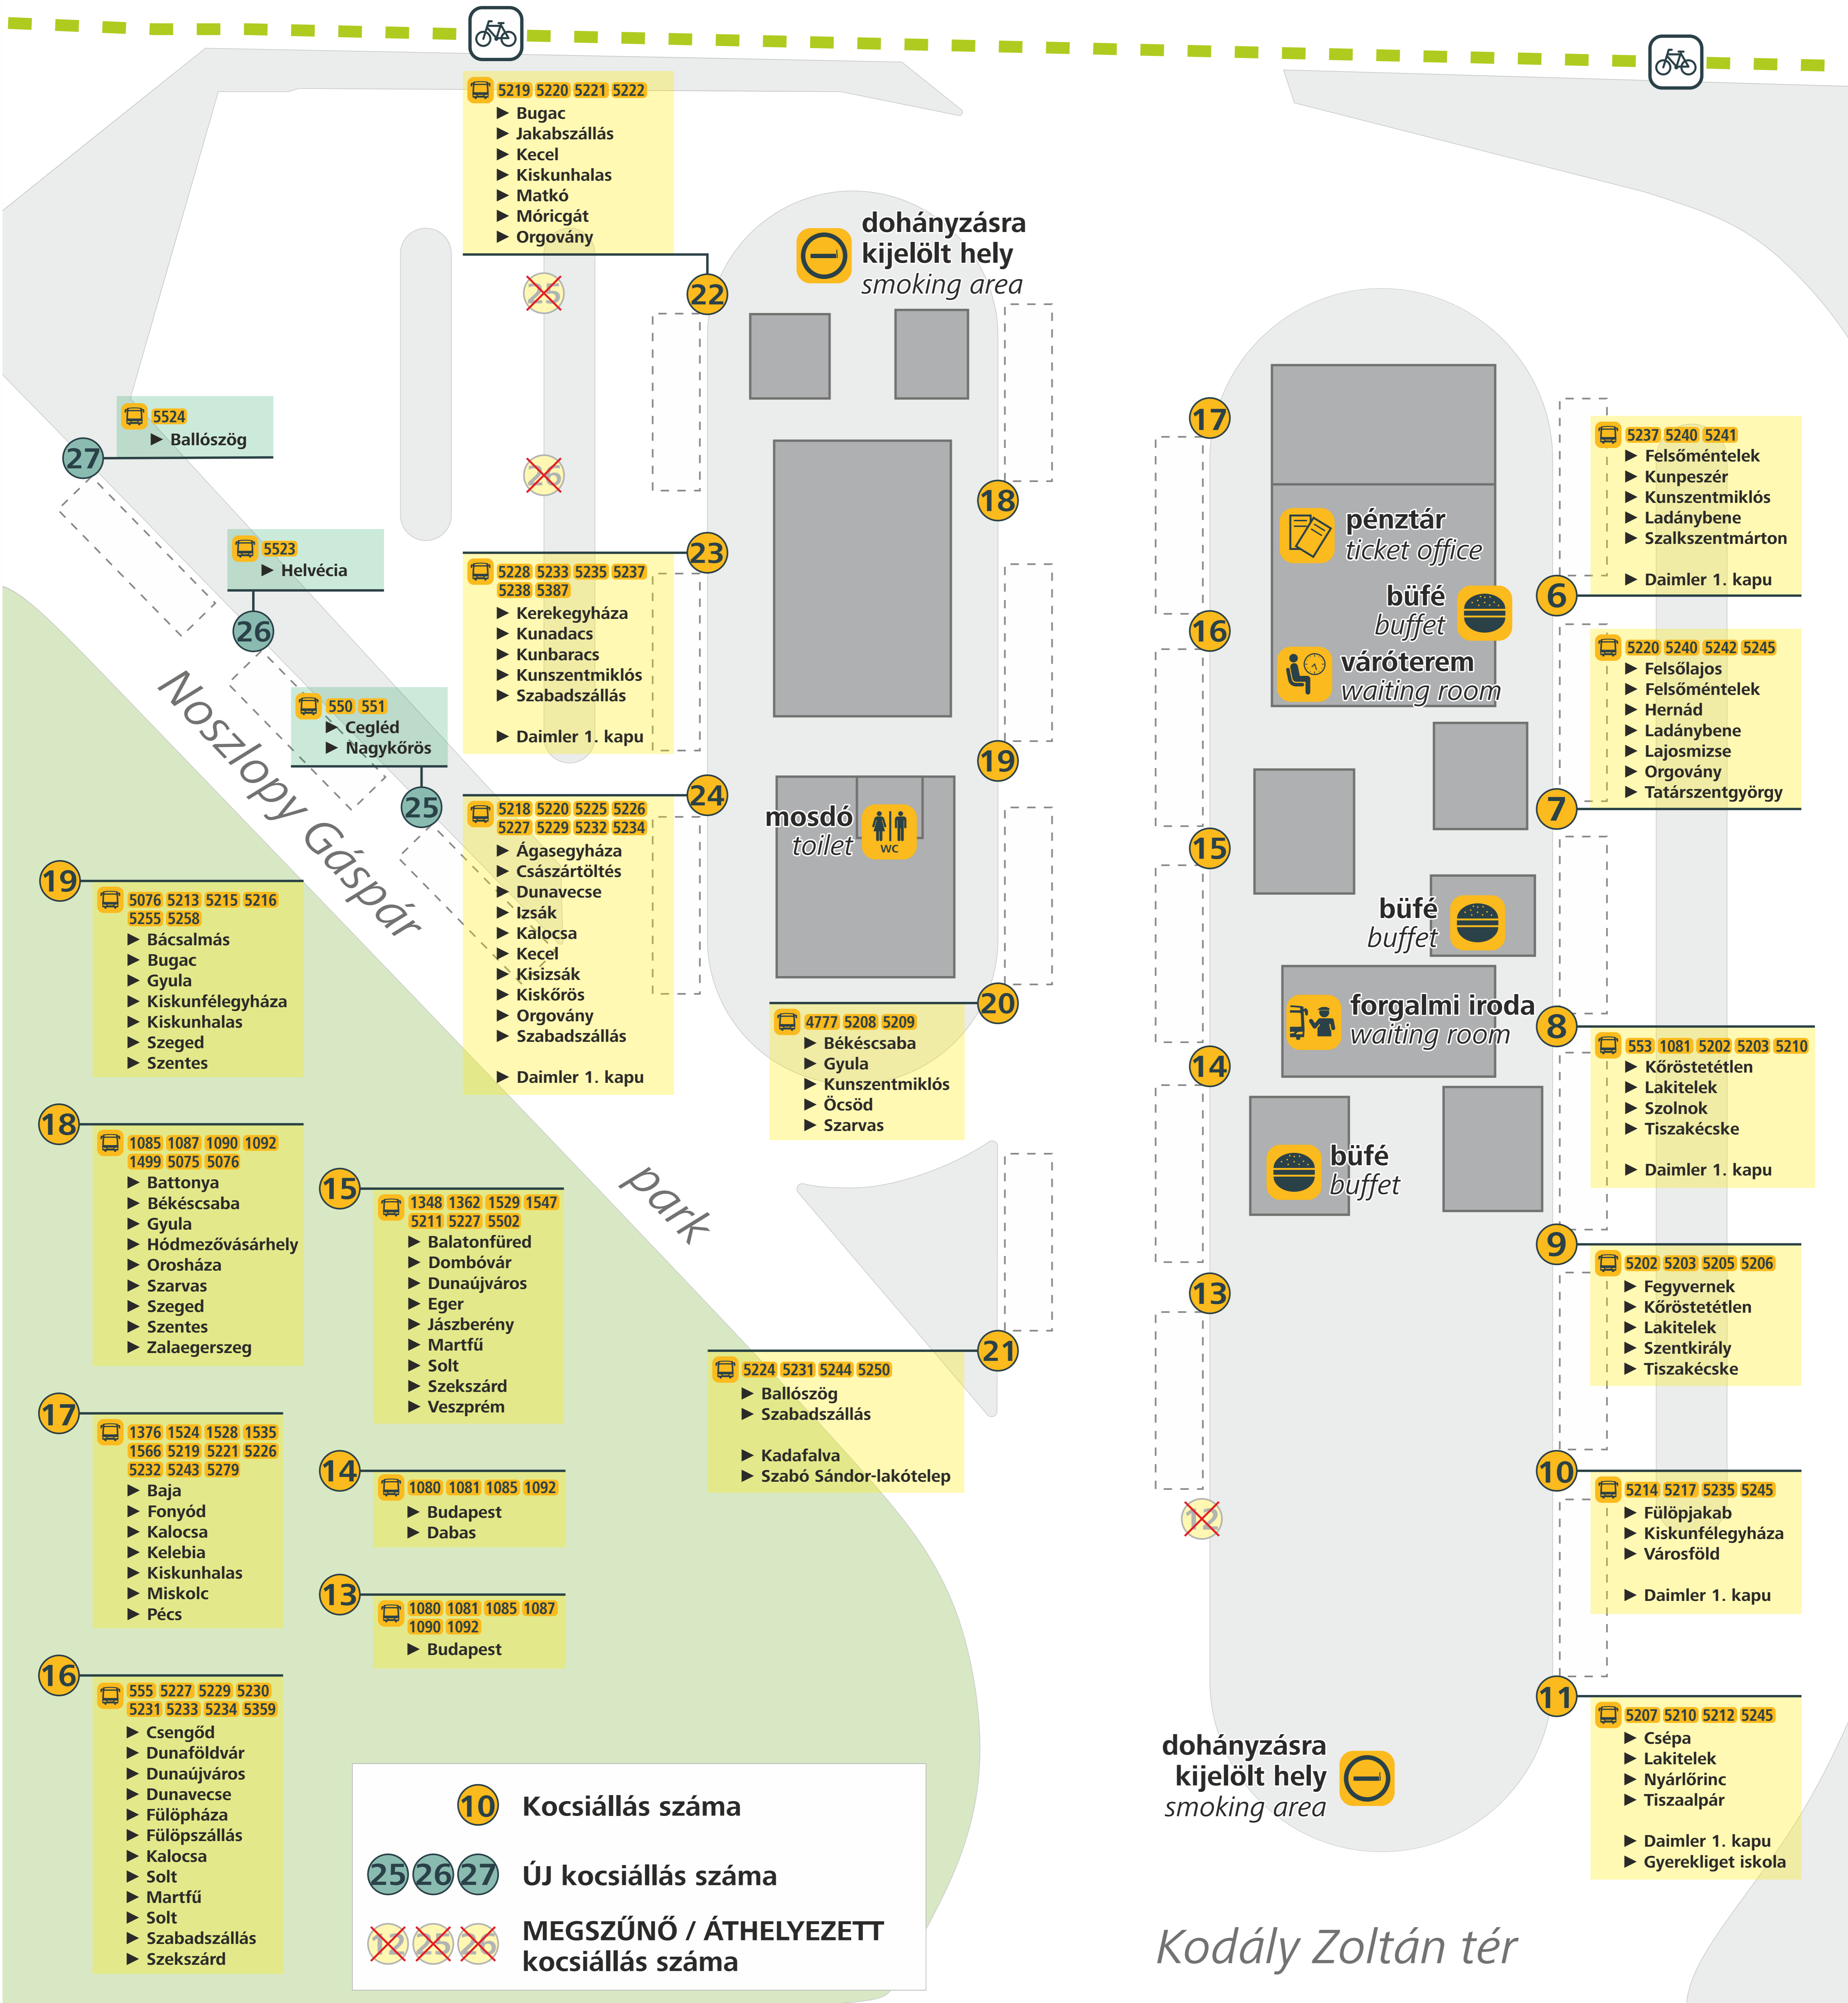 5219 5220 5221 5222
► Bugac
► Jakabszállás
► Kecel
► Kiskunhalas
► Matkó
► Móricgát
► Orgovány
22
25
26
dohányzásra
kijelölt hely
smoking area
5524
► Ballószög
27
5523
► Helvécia
26
550 551
► Cegléd
► Nagykőrös
25
23
5228 5233 5235 5237
5238 5387
► Kerekegyháza
► Kunadacs
► Kunbaracs
► Kunszentmiklós
► Szabadszállás
► Daimler 1. kapu
24
5218 5220 5225 5226
5227 5229 5232 5234
► Ágasegyháza
► Császártöltés
► Dunavecse
► Izsák
► Kalocsa
► Kecel
► Kisizsák
► Kiskőrös
► Orgovány
► Szabadszállás
► Daimler 1. kapu
mosdó
toilet
WC
18
19
20
4777 5208 5209
► Békéscsaba
► Gyula
► Kunszentmiklós
► Öcsöd
► Szarvas
21
5224 5231 5244 5250
► Ballószög
► Szabadszállás
► Kadafalva
► Szabó Sándor-lakótelep
Noszlopy Gáspár
park
17
16
15
14
13
12
pénztár
ticket office
büfé
buffet
váróterem
waiting room
büfé
buffet
forgalmi iroda
waiting room
büfé
buffet
dohányzásra
kijelölt hely
smoking area
6
5237 5240 5241
► Felsőméntelek
► Kunpeszér
► Kunszentmiklós
► Ladánybene
► Szalkszentmárton
► Daimler 1. kapu
7
5220 5240 5242 5245
► Felsőlajos
► Felsőméntelek
► Hernád
► Ladánybene
► Lajosmizse
► Orgovány
► Tatárszentgyörgy
8
553 1081 5202 5203 5210
► Kőröstetétlen
► Lakitelek
► Szolnok
► Tiszakécske
► Daimler 1. kapu
9
5202 5203 5205 5206
► Fegyvernek
► Kőröstetétlen
► Lakitelek
► Szentkirály
► Tiszakécske
10
5214 5217 5235 5245
► Fülöpjakab
► Kiskunfélegyháza
► Városföld
► Daimler 1. kapu
11
5207 5210 5212 5245
► Csépa
► Lakitelek
► Nyárlőrinc
► Tiszaalpár
► Daimler 1. kapu
► Gyerekliget iskola
19
5076 5213 5215 5216
5255 5258
► Bácsalmás
► Bugac
► Gyula
► Kiskunfélegyháza
► Kiskunhalas
► Szeged
► Szentes
18
1085 1087 1090 1092
1499 5075 5076
► Battonya
► Békéscsaba
► Gyula
► Hódmezővásárhely
► Orosháza
► Szarvas
► Szeged
► Szentes
► Zalaegerszeg
17
1376 1524 1528 1535
1566 5219 5221 5226
5232 5243 5279
► Baja
► Fonyód
► Kalocsa
► Kelebia
► Kiskunhalas
► Miskolc
► Pécs
16
555 5227 5229 5230
5231 5233 5234 5359
► Csengőd
► Dunaföldvár
► Dunaújváros
► Dunavecse
► Fülöpháza
► Fülöpszállás
► Kalocsa
► Solt
► Martfű
► Solt
► Szabadszállás
► Szekszárd
15
1348 1362 1529 1547
5211 5227 5502
► Balatonfüred
► Dombóvár
► Dunaújváros
► Eger
► Jászberény
► Martfű
► Solt
► Szekszárd
► Veszprém
14
1080 1081 1085 1092
► Budapest
► Dabas
13
1080 1081 1085 1087
1090 1092
► Budapest
10 Kocsiállás száma
25 26 27 ÚJ kocsiállás száma
12 25 26 MEGSZŰNŐ / ÁTHELYEZETT
kocsiállás száma
Kodály Zoltán tér